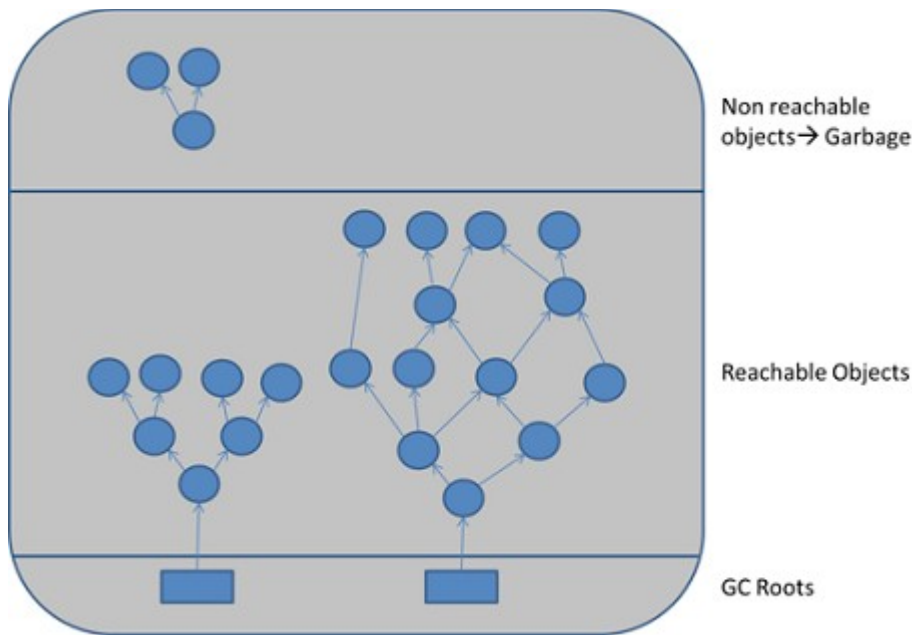 Non reachable
objects→ Garbage
Reachable Objects
GC Roots